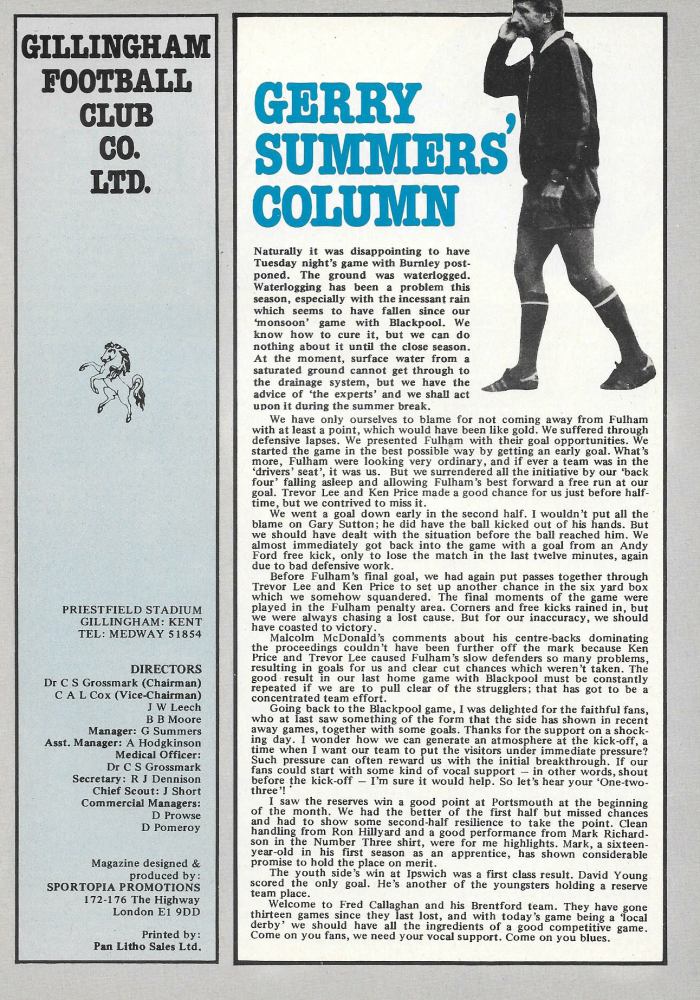 GILLINGHAM
FOOTBALL
CLUB
CO.
LTD.
PRIESTFIELD STADIUM
GILLINGHAM: KENT
TEL: MEDWAY 51854
DIRECTORS
Dr C S Grossmark (Chairman)
C A L Cox (Vice-Chairman)
J W Leech
B B Moore
Manager: G Summers
Asst. Manager: A Hodgkinson
Medical Officer:
Dr C S Grossmark
Secretary: R J Dennison
Chief Scout: J Short
Commercial Managers:
D Prowse
D Pomeroy
Magazine designed &
produced by:
SPORTOPIA PROMOTIONS
172-176 The Highway
London E1 9DD
Printed by:
Pan Litho Sales Ltd.
GERRY
SUMMERS'
COLUMN
Naturally it was disappointing to have
Tuesday night's game with Burnley post-
poned. The ground was waterlogged.
Waterlogging has been a problem this
season, especially with the incessant rain
which seems to have fallen since our
'monsoon' game with Blackpool. We
know how to cure it, but we can do
nothing about it until the close season.
At the moment, surface water from a
saturated ground cannot get through to
the drainage system, but we have the
advice of 'the experts' and we shall act
upon it during the summer break.
We have only ourselves to blame for not coming away from Fulham
with at least a point, which would have been like gold. We suffered through
defensive lapses. We presented Fulham with their goal opportunities. We
started the game in the best possible way by getting an early goal. What's
more, Fulham were looking very ordinary, and if ever a team was in the
'drivers' seat', it was us. But we surrendered all the initiative by our 'back
four' falling asleep and allowing Fulham's best forward a free run at our
goal. Trevor Lee and Ken Price made a good chance for us just before half-
time, but we contrived to miss it.
We went a goal down early in the second half. I wouldn't put all the
blame on Gary Sutton; he did have the ball kicked out of his hands. But
we should have dealt with the situation before the ball reached him. We
almost immediately got back into the game with a goal from an Andy
Ford free kick, only to lose the match in the last twelve minutes, again
due to bad defensive work.
Before Fulham's final goal, we had again put passes together through
Trevor Lee and Ken Price to set up another chance in the six yard box
which we somehow squandered. The final moments of the game were
played in the Fulham penalty area. Corners and free kicks rained in, but
we were always chasing a lost cause. But for our inaccuracy, we should
have coasted to victory.
Malcolm McDonald's comments about his centre-backs dominating
the proceedings couldn't have been further off the mark because Ken
Price and Trevor Lee caused Fulham's slow defenders so many problems,
resulting in goals for us and clear cut chances which weren't taken. The
good result in our last home game with Blackpool must be constantly
repeated if we are to pull clear of the strugglers; that has got to be a
concentrated team effort.
Going back to the Blackpool game, I was delighted for the faithful fans,
who at last saw something of the form that the side has shown in recent
away games, together with some goals. Thanks for the support on a shock-
ing day. I wonder how we can generate an atmosphere at the kick-off, a
time when I want our team to put the visitors under immediate pressure?
Such pressure can often reward us with the initial breakthrough. If our
fans could start with some kind of vocal support — in other words, shout
before the kick-off — I'm sure it would help. So let's hear your 'One-two-
three'!
I saw the reserves win a good point at Portsmouth at the beginning
of the month. We had the better of the first half but missed chances
and had to show some second-half resilience to take the point. Clean
handling from Ron Hillyard and a good performance from Mark Richard-
son in the Number Three shirt, were for me highlights. Mark, a sixteen-
year-old in his first season as an apprentice, has shown considerable
promise to hold the place on merit.
The youth side's win at Ipswich was a first class result. David Young
scored the only goal. He's another of the youngsters holding a reserve
team place.
Welcome to Fred Callaghan and his Brentford team. They have gone
thirteen games since they last lost, and with today's game being a 'local
derby' we should have all the ingredients of a good competitive game.
Come on you fans, we need your vocal support. Come on you blues.